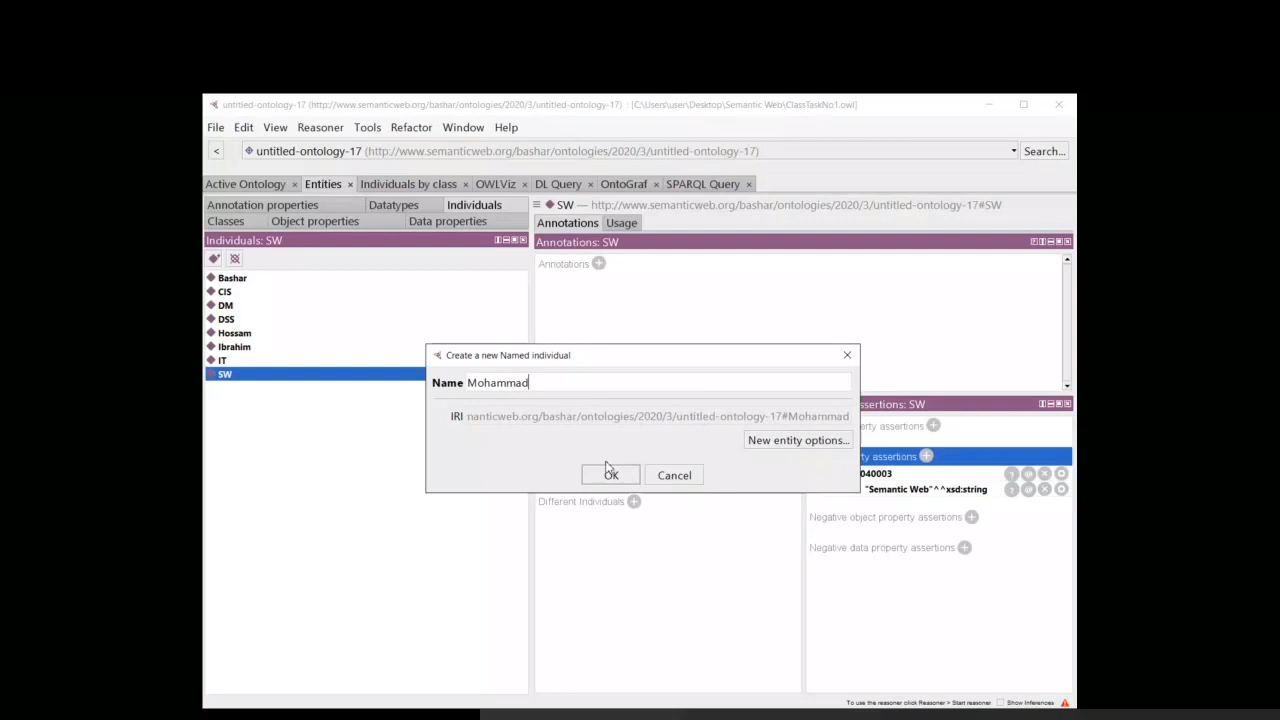 untitled-ontology-17 (http://www.semanticweb.org/bashar/ontologies/2020/3/untitled-ontology-17) : [C:\Users\user\Desktop\Semantic Web\ClassTaskNo1.owl]
File Edit View Reasoner Tools Refactor Window Help
< untitled-ontology-17 (http://www.semanticweb.org/bashar/ontologies/2020/3/untitled-ontology-17) Search...
Active Ontology × Entities × Individuals by class × OWLViz × DL Query × OntoGraf × SPARQL Query ×
Annotation properties Datatypes Individuals
Classes Object properties Data properties
SW — http://www.semanticweb.org/bashar/ontologies/2020/3/untitled-ontology-17#SW
Annotations Usage
Individuals: SW
Annotations: SW
Annotations
Bashar
CIS
DM
DSS
Hossam
Ibrahim
IT
SW
Create a new Named individual
Name Mohammad
IRI nanticweb.org/bashar/ontologies/2020/3/untitled-ontology-17#Mohammad
New entity options...
OK Cancel
ssertions: SW
erty assertions
ty assertions
040003
"Semantic Web"^^xsd:string
Different Individuals
Negative object property assertions
Negative data property assertions
To use the reasoner click Reasoner > Start reasoner Show Inferences